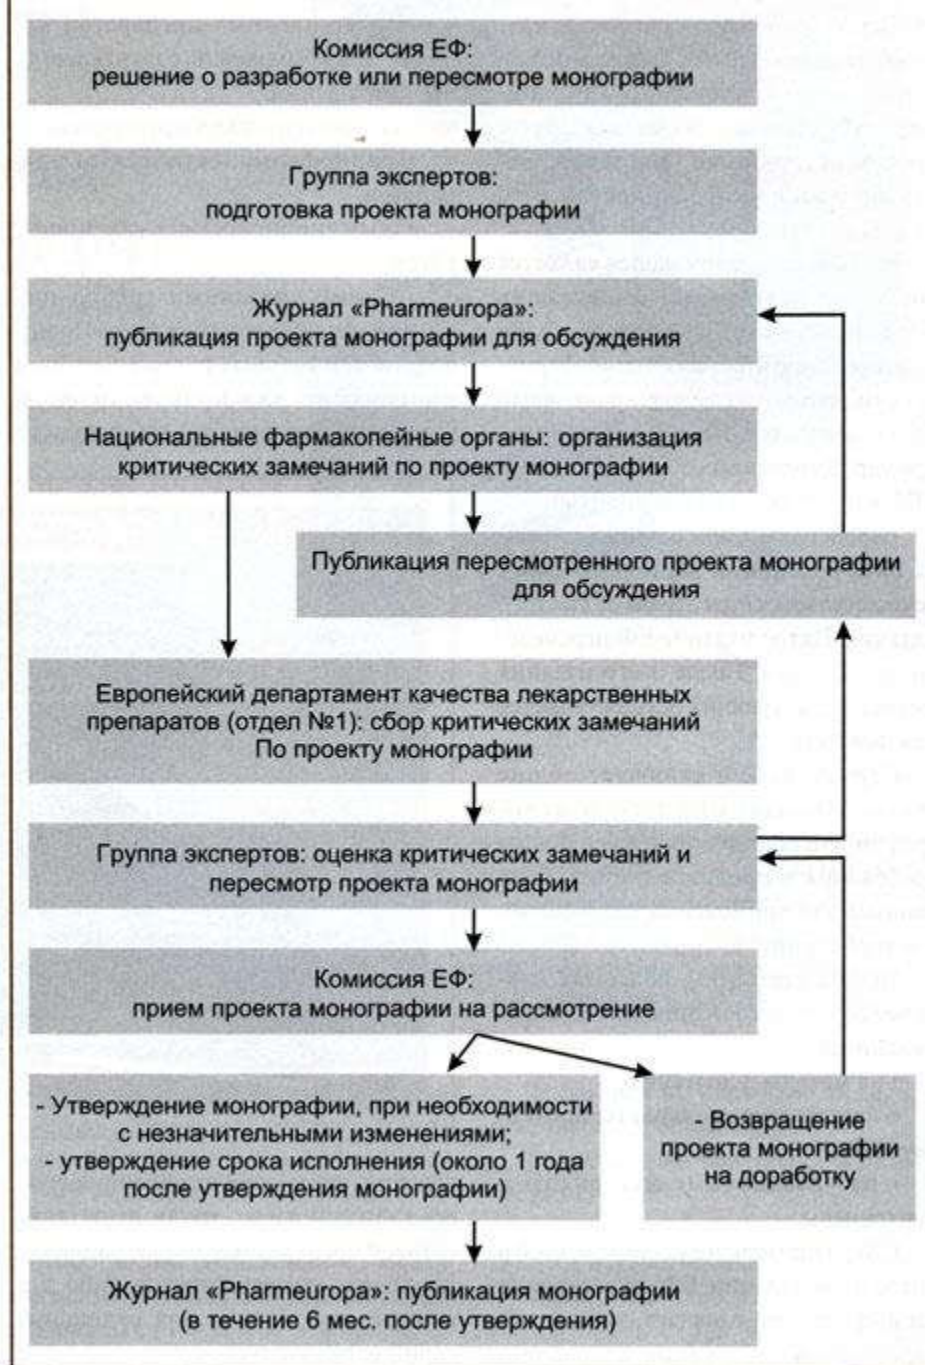 Комиссия ЕФ:
решение о разработке или пересмотре монографии
Группа экспертов:
подготовка проекта монографии
Журнал «Pharmeuropa»:
публикация проекта монографии для обсуждения
Национальные фармакопейные органы: организация
критических замечаний по проекту монографии
Публикация пересмотренного проекта монографии
для обсуждения
Европейский департамент качества лекарственных
препаратов (отдел №1): сбор критических замечаний
По проекту монографии
Группа экспертов: оценка критических замечаний и
пересмотр проекта монографии
Комиссия ЕФ:
прием проекта монографии на рассмотрение
- Утверждение монографии, при необходимости
с незначительными изменениями;
- утверждение срока исполнения (около 1 года
после утверждения монографии)
- Возвращение
проекта монографии
на доработку
Журнал «Pharmeuropa»: публикация монографии
(в течение 6 мес. после утверждения)